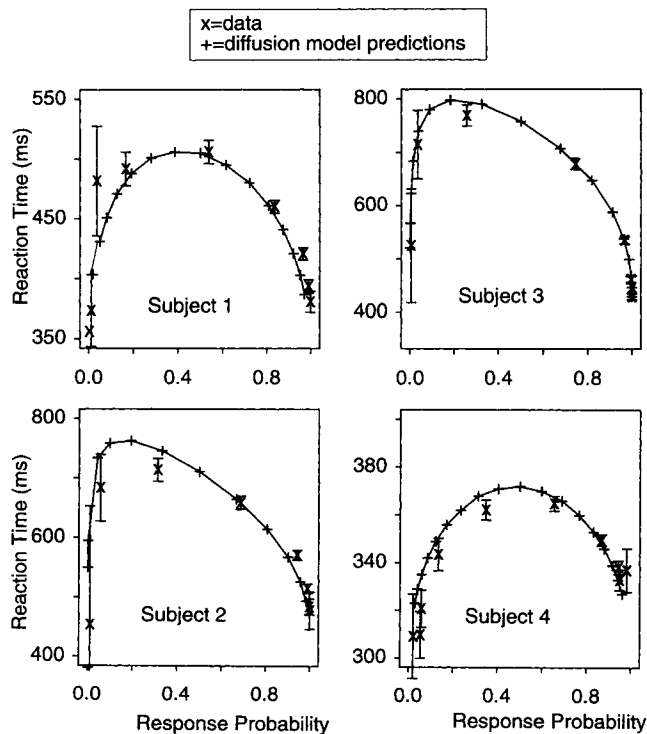 x=data
+=diffusion model predictions
Reaction Time (ms)
550
450
350
Subject 1
0.0 0.4 0.8
800
600
400
Subject 3
0.0 0.4 0.8
Reaction Time (ms)
800
600
400
Subject 2
0.0 0.4 0.8
Response Probability
380
340
300
Subject 4
0.0 0.4 0.8
Response Probability